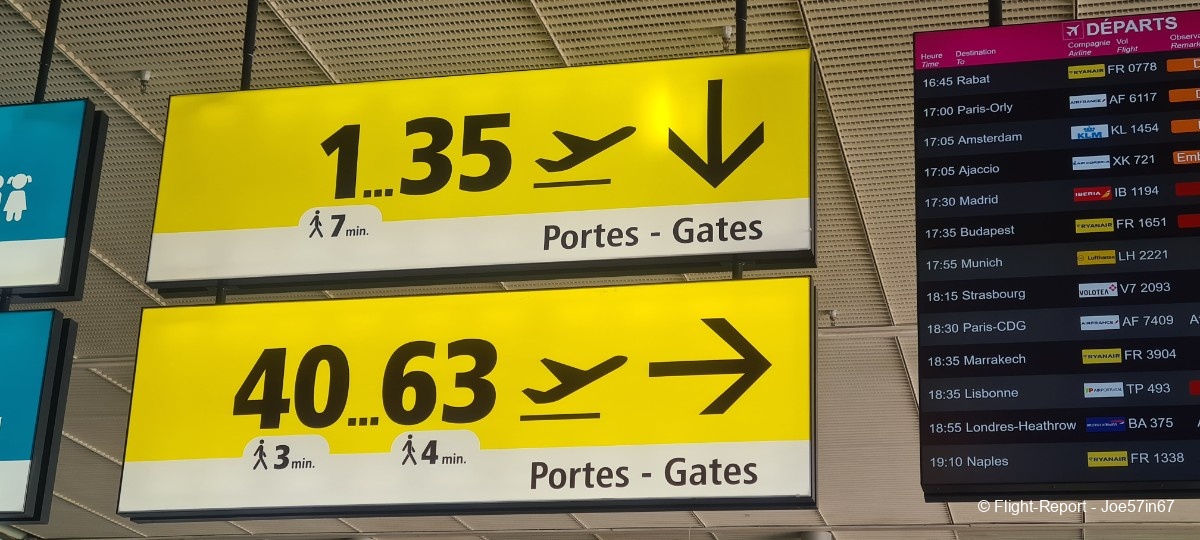 1...35
7 min.
Portes - Gates
40...63
3 min. 4 min.
Portes - Gates
DÉPARTS
Heure Destination Compagnie Vol
Time To Airline Flight
16:45 Rabat RYANAIR FR 0778
17:00 Paris-Orly AIRFRANCE AF 6117
17:05 Amsterdam KLM KL 1454
17:05 Ajaccio XK 721
17:30 Madrid IBERIA IB 1194
17:35 Budapest RYANAIR FR 1651
17:55 Munich Lufthansa LH 2221
18:15 Strasbourg VOLOTEA V7 2093
18:30 Paris-CDG AIRFRANCE AF 7409
18:35 Marrakech RYANAIR FR 3904
18:35 Lisbonne TP 493
18:55 Londres-Heathrow BA 375
19:10 Naples RYANAIR FR 1338
© Flight-Report - Joe57in67